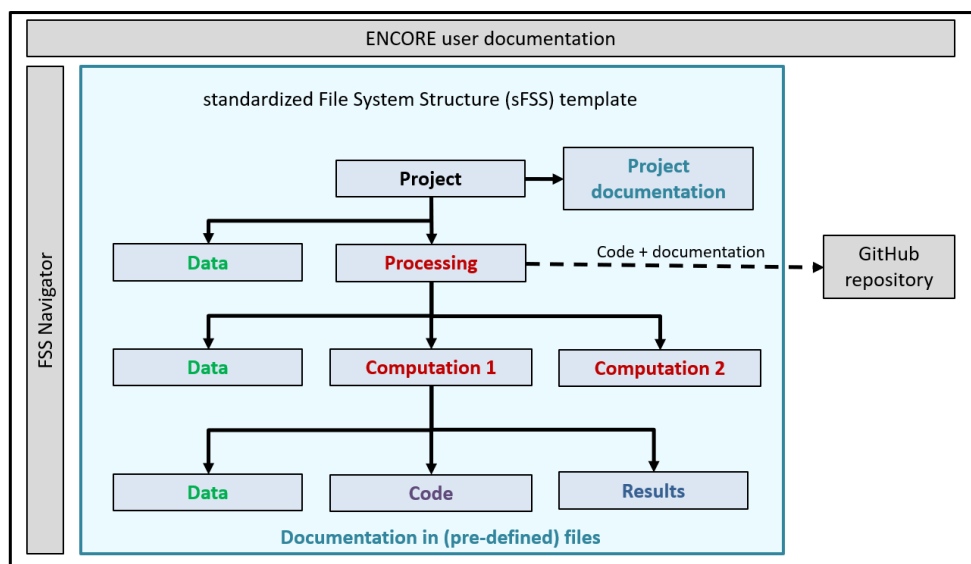 ENCORE user documentation
FSS Navigator
standardized File System Structure (sFSS) template
Project
Project
documentation
Data
Processing
Code + documentation
GitHub
repository
Data
Computation 1
Computation 2
Data
Code
Results
Documentation in (pre-defined) files